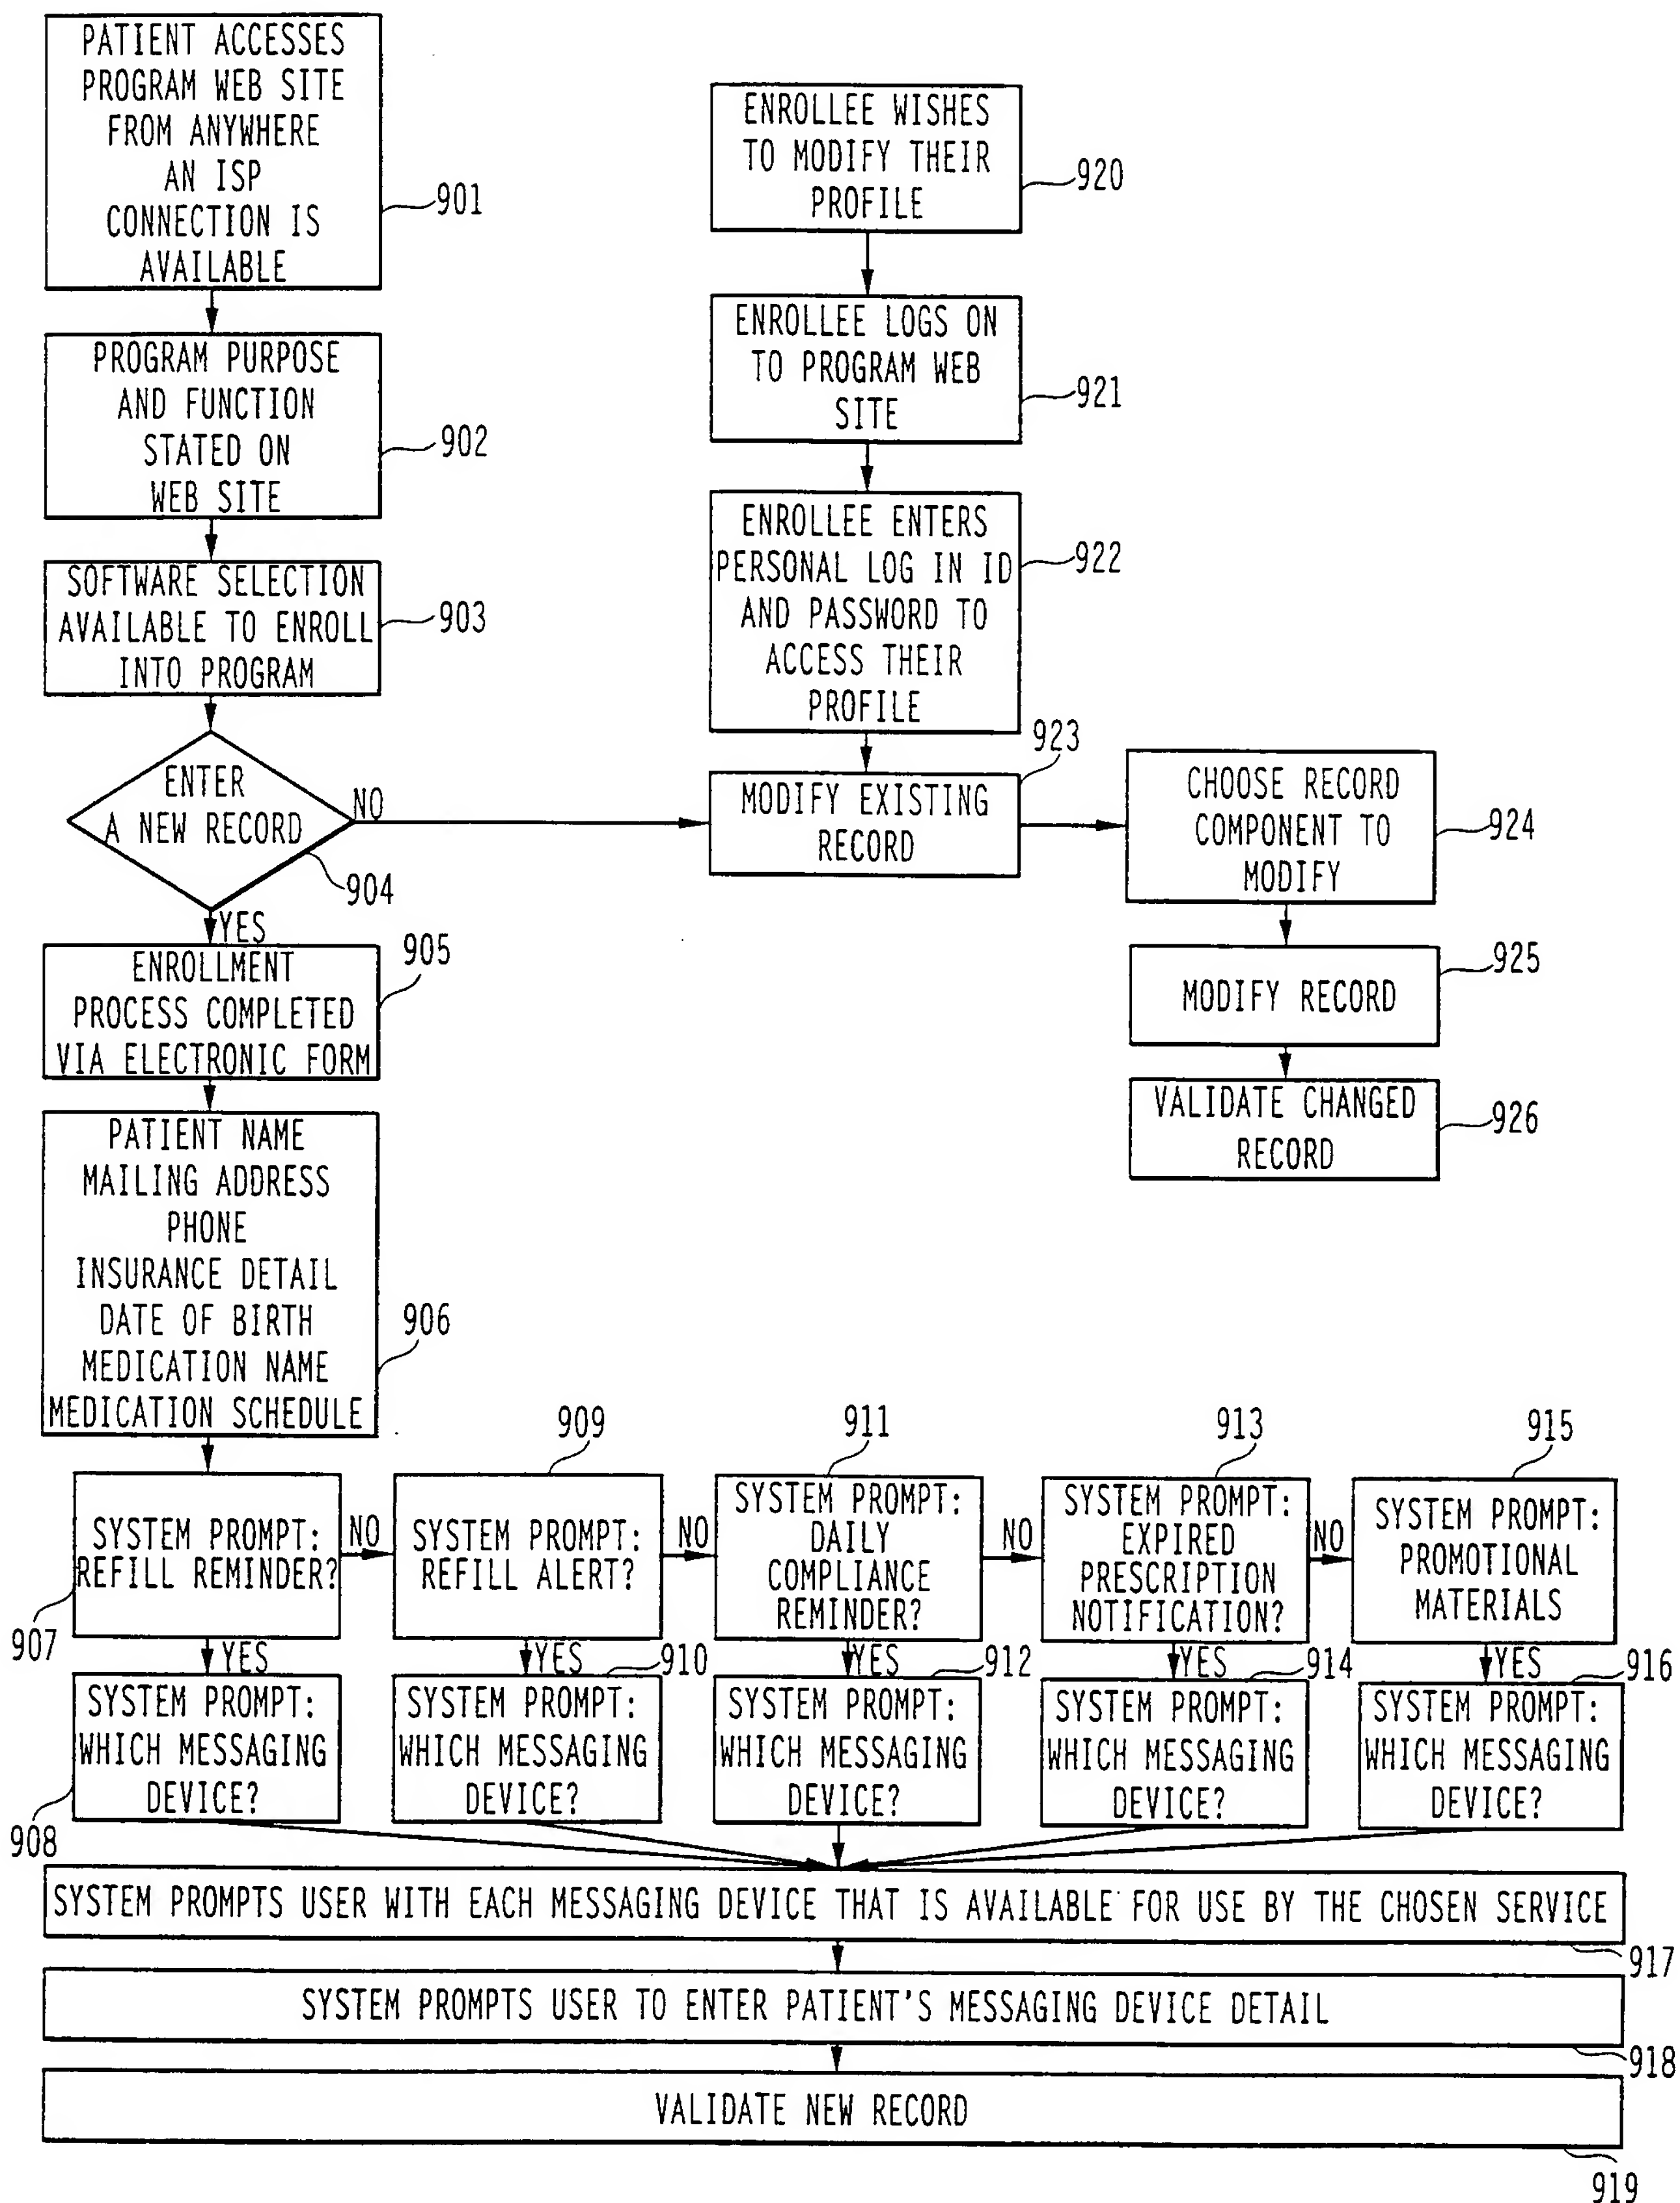 PATIENT ACCESSES
PROGRAM WEB SITE
FROM ANYWHERE
AN ISP
CONNECTION IS
AVAILABLE
901
PROGRAM PURPOSE
AND FUNCTION
STATED ON
WEB SITE
902
SOFTWARE SELECTION
AVAILABLE TO ENROLL
INTO PROGRAM
903
ENTER
A NEW RECORD
NO
904
YES
ENROLLMENT
PROCESS COMPLETED
VIA ELECTRONIC FORM
905
PATIENT NAME
MAILING ADDRESS
PHONE
INSURANCE DETAIL
DATE OF BIRTH
MEDICATION NAME
MEDICATION SCHEDULE
906
ENROLLEE WISHES
TO MODIFY THEIR
PROFILE
920
ENROLLEE LOGS ON
TO PROGRAM WEB
SITE
921
ENROLLEE ENTERS
PERSONAL LOG IN ID
AND PASSWORD TO
ACCESS THEIR
PROFILE
922
923
MODIFY EXISTING
RECORD
CHOOSE RECORD
COMPONENT TO
MODIFY
924
MODIFY RECORD
925
VALIDATE CHANGED
RECORD
926
SYSTEM PROMPT:
REFILL REMINDER?
907
NO
909
SYSTEM PROMPT:
REFILL ALERT?
NO
911
SYSTEM PROMPT:
DAILY
COMPLIANCE
REMINDER?
NO
913
SYSTEM PROMPT:
EXPIRED
PRESCRIPTION
NOTIFICATION?
NO
915
SYSTEM PROMPT:
PROMOTIONAL
MATERIALS
YES
SYSTEM PROMPT:
WHICH MESSAGING
DEVICE?
908
YES
910
SYSTEM PROMPT:
WHICH MESSAGING
DEVICE?
YES
912
SYSTEM PROMPT:
WHICH MESSAGING
DEVICE?
YES
914
SYSTEM PROMPT:
WHICH MESSAGING
DEVICE?
YES
916
SYSTEM PROMPT:
WHICH MESSAGING
DEVICE?
SYSTEM PROMPTS USER WITH EACH MESSAGING DEVICE THAT IS AVAILABLE FOR USE BY THE CHOSEN SERVICE
917
SYSTEM PROMPTS USER TO ENTER PATIENT'S MESSAGING DEVICE DETAIL
918
VALIDATE NEW RECORD
919